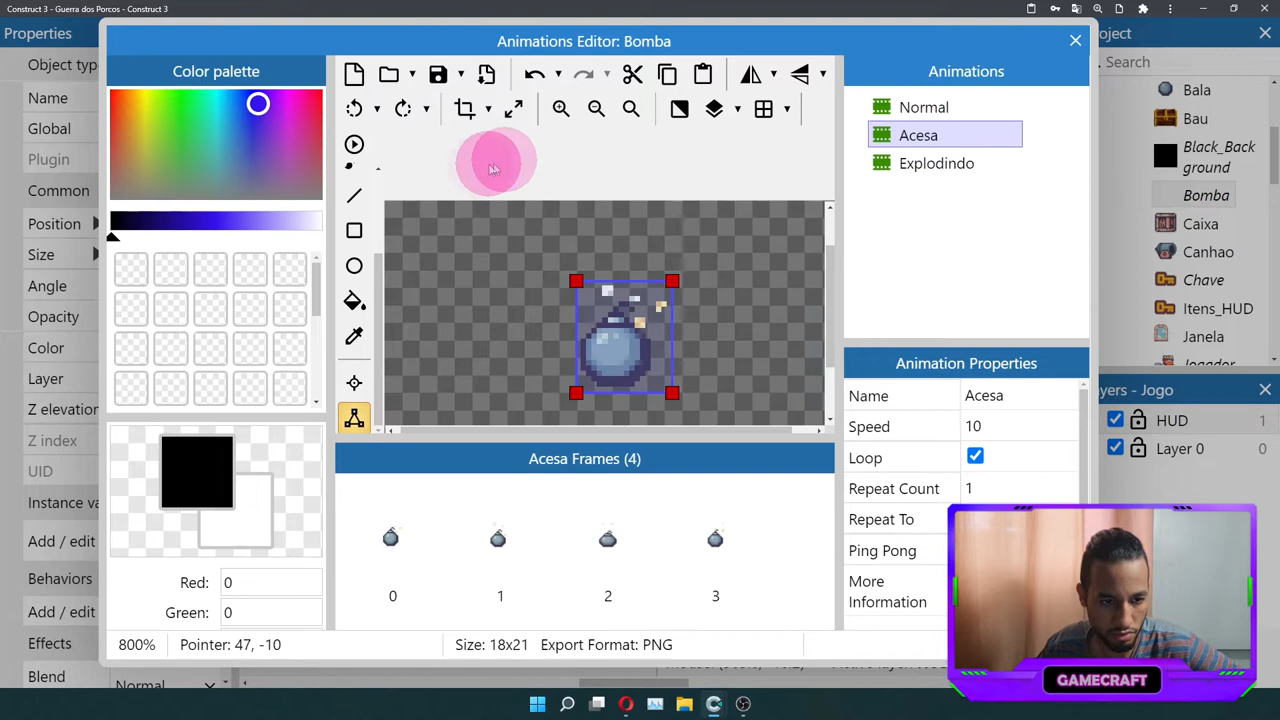 Construct 3 - Guerra dos Porcos - Construct 3
Properties
Object type
Name
Global
Plugin
Common
Position
Size
Angle
Opacity
Color
Layer
Z elevation
Z index
UID
Instance va
Add / edit
Behaviors
Add / edit
Effects
Blend
Normal
Animations Editor: Bomba
Color palette
Red: 0
Green: 0
800%
Pointer: 47, -10
Size: 18x21
Export Format: PNG
Acesa Frames (4)
0
1
2
3
Animations
Normal
Acesa
Explodindo
Animation Properties
Name Acesa
Speed 10
Loop
Repeat Count 1
Repeat To
Ping Pong
More
Information
oject
Search
Bala
Bau
Black_Back
ground
Bomba
Caixa
Canhao
Chave
Itens_HUD
Janela
yers - Jogo
HUD 1
Layer 0 0
GAMECRAFT